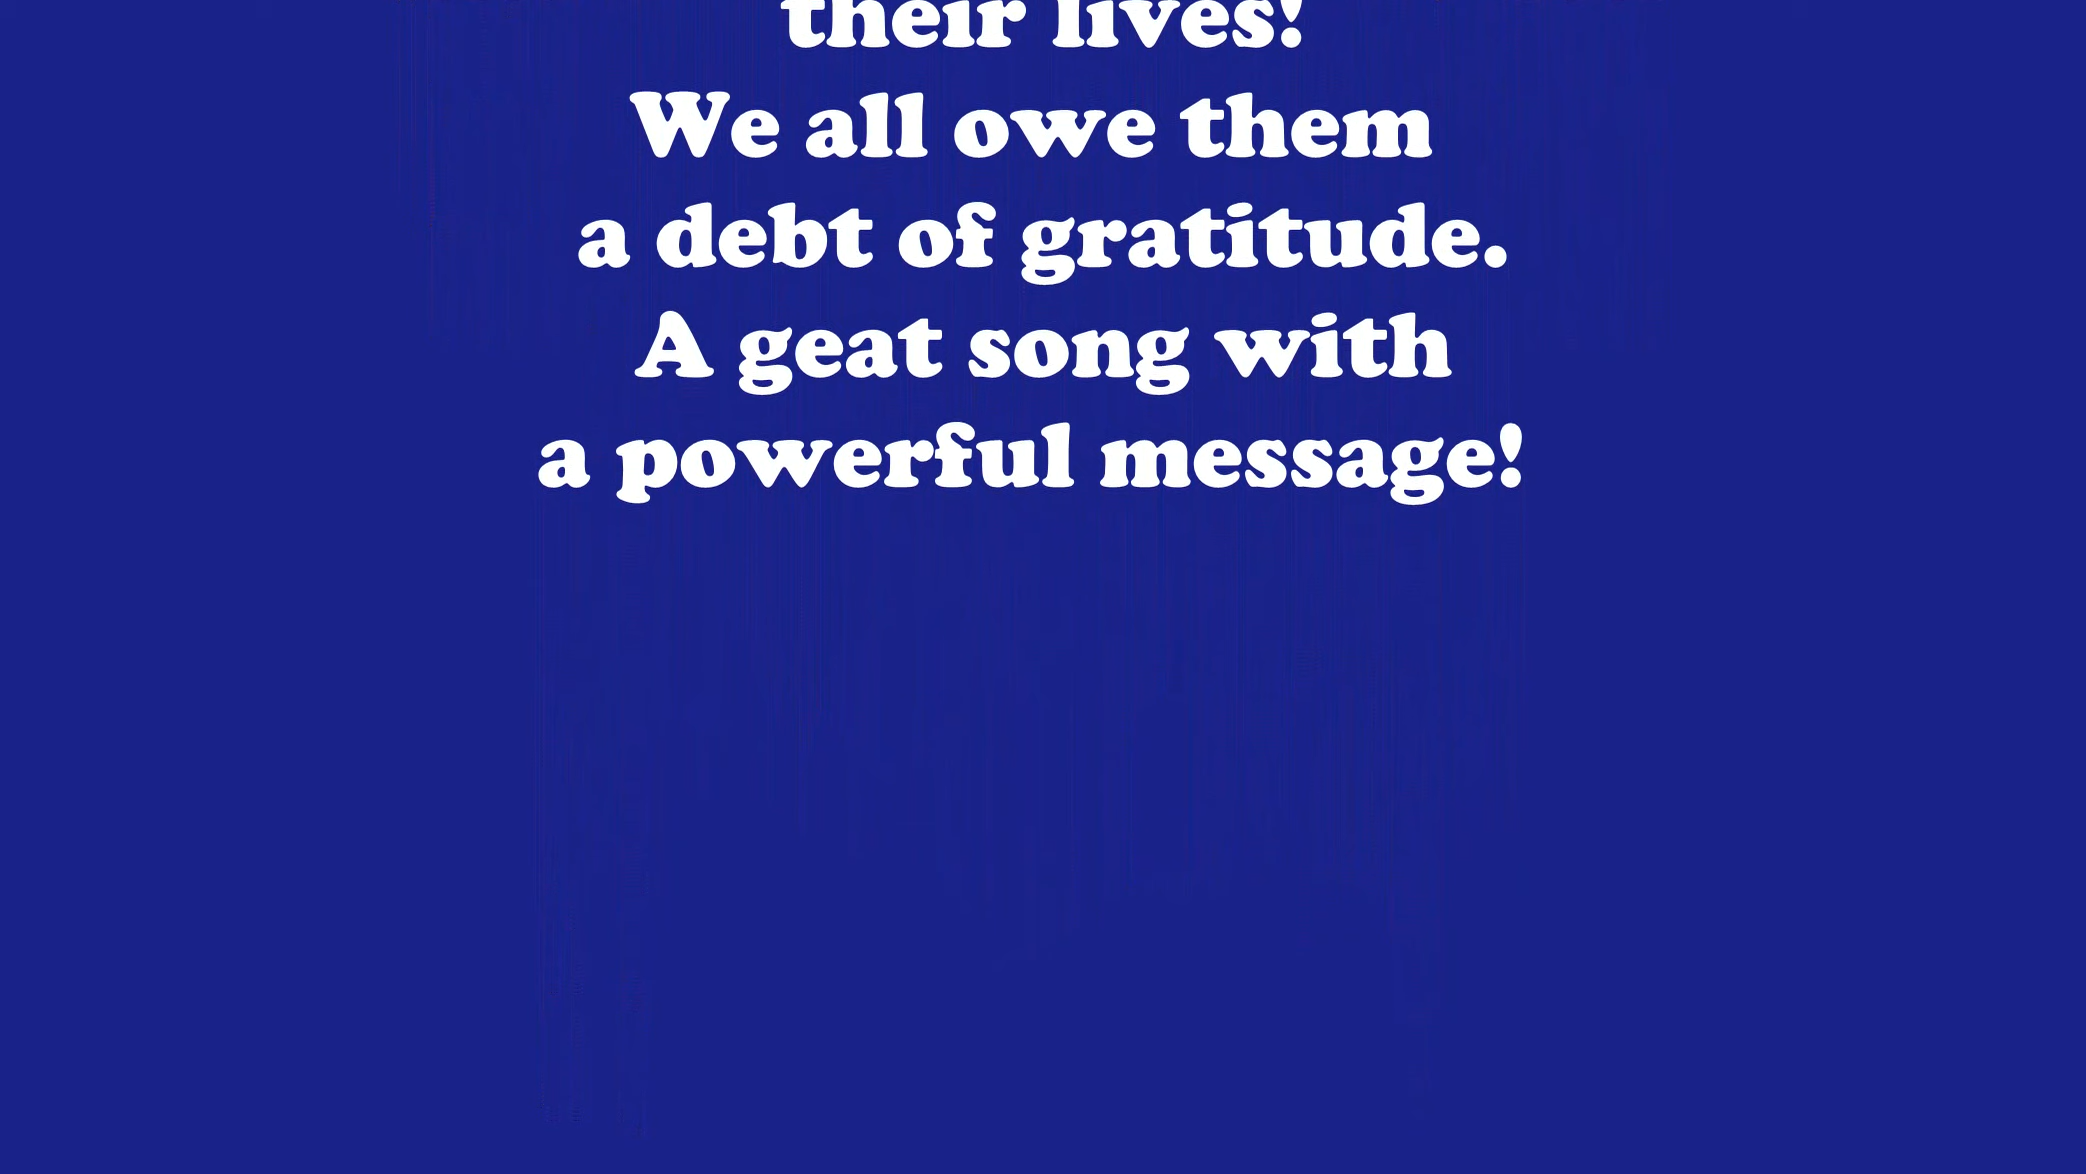 their lives!
We all owe them
a debt of gratitude.
A geat song with
a powerful message!